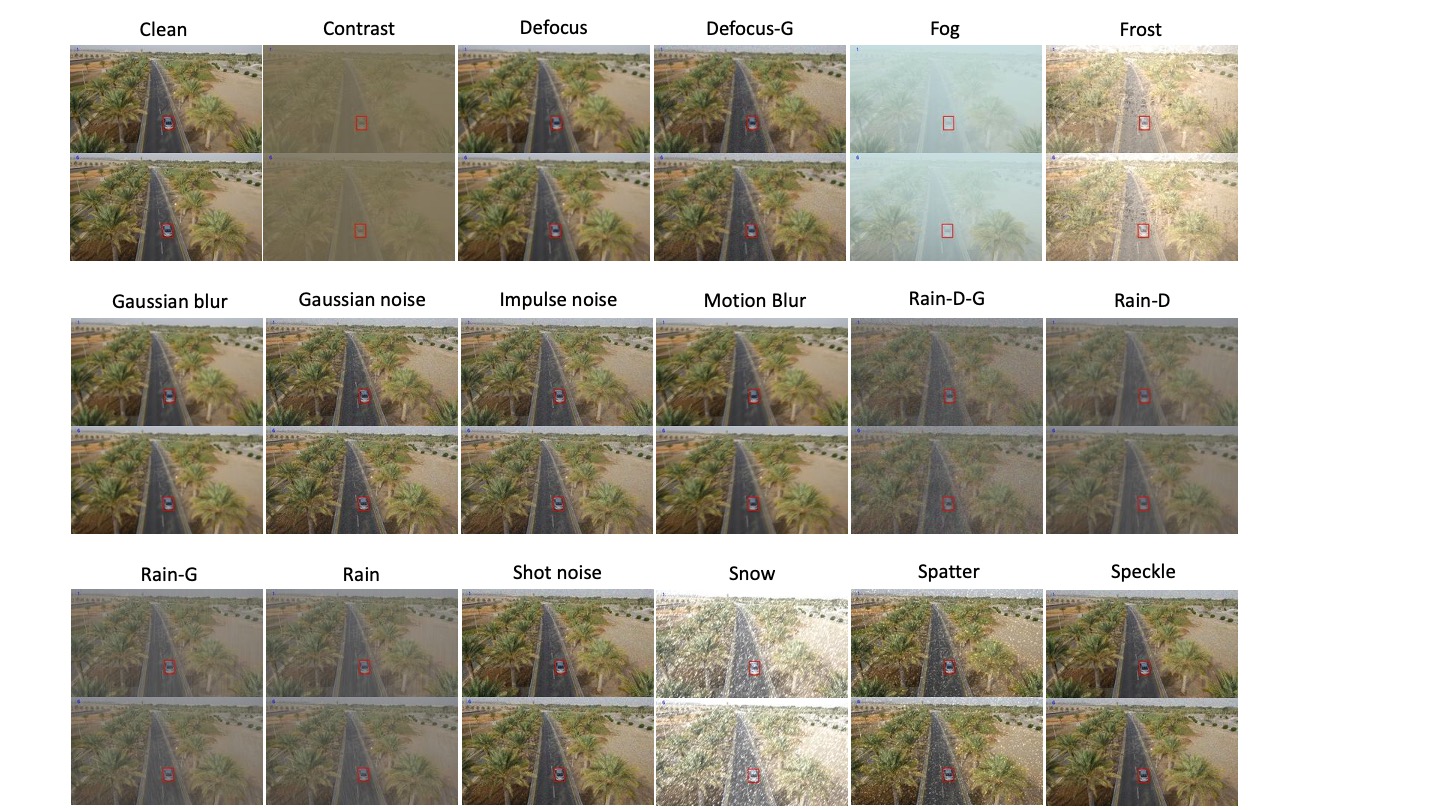 Clean Contrast Defocus Defocus-G Fog Frost
Gaussian blur Gaussian noise Impulse noise Motion Blur Rain-D-G Rain-D
Rain-G Rain Shot noise Snow Spatter Speckle